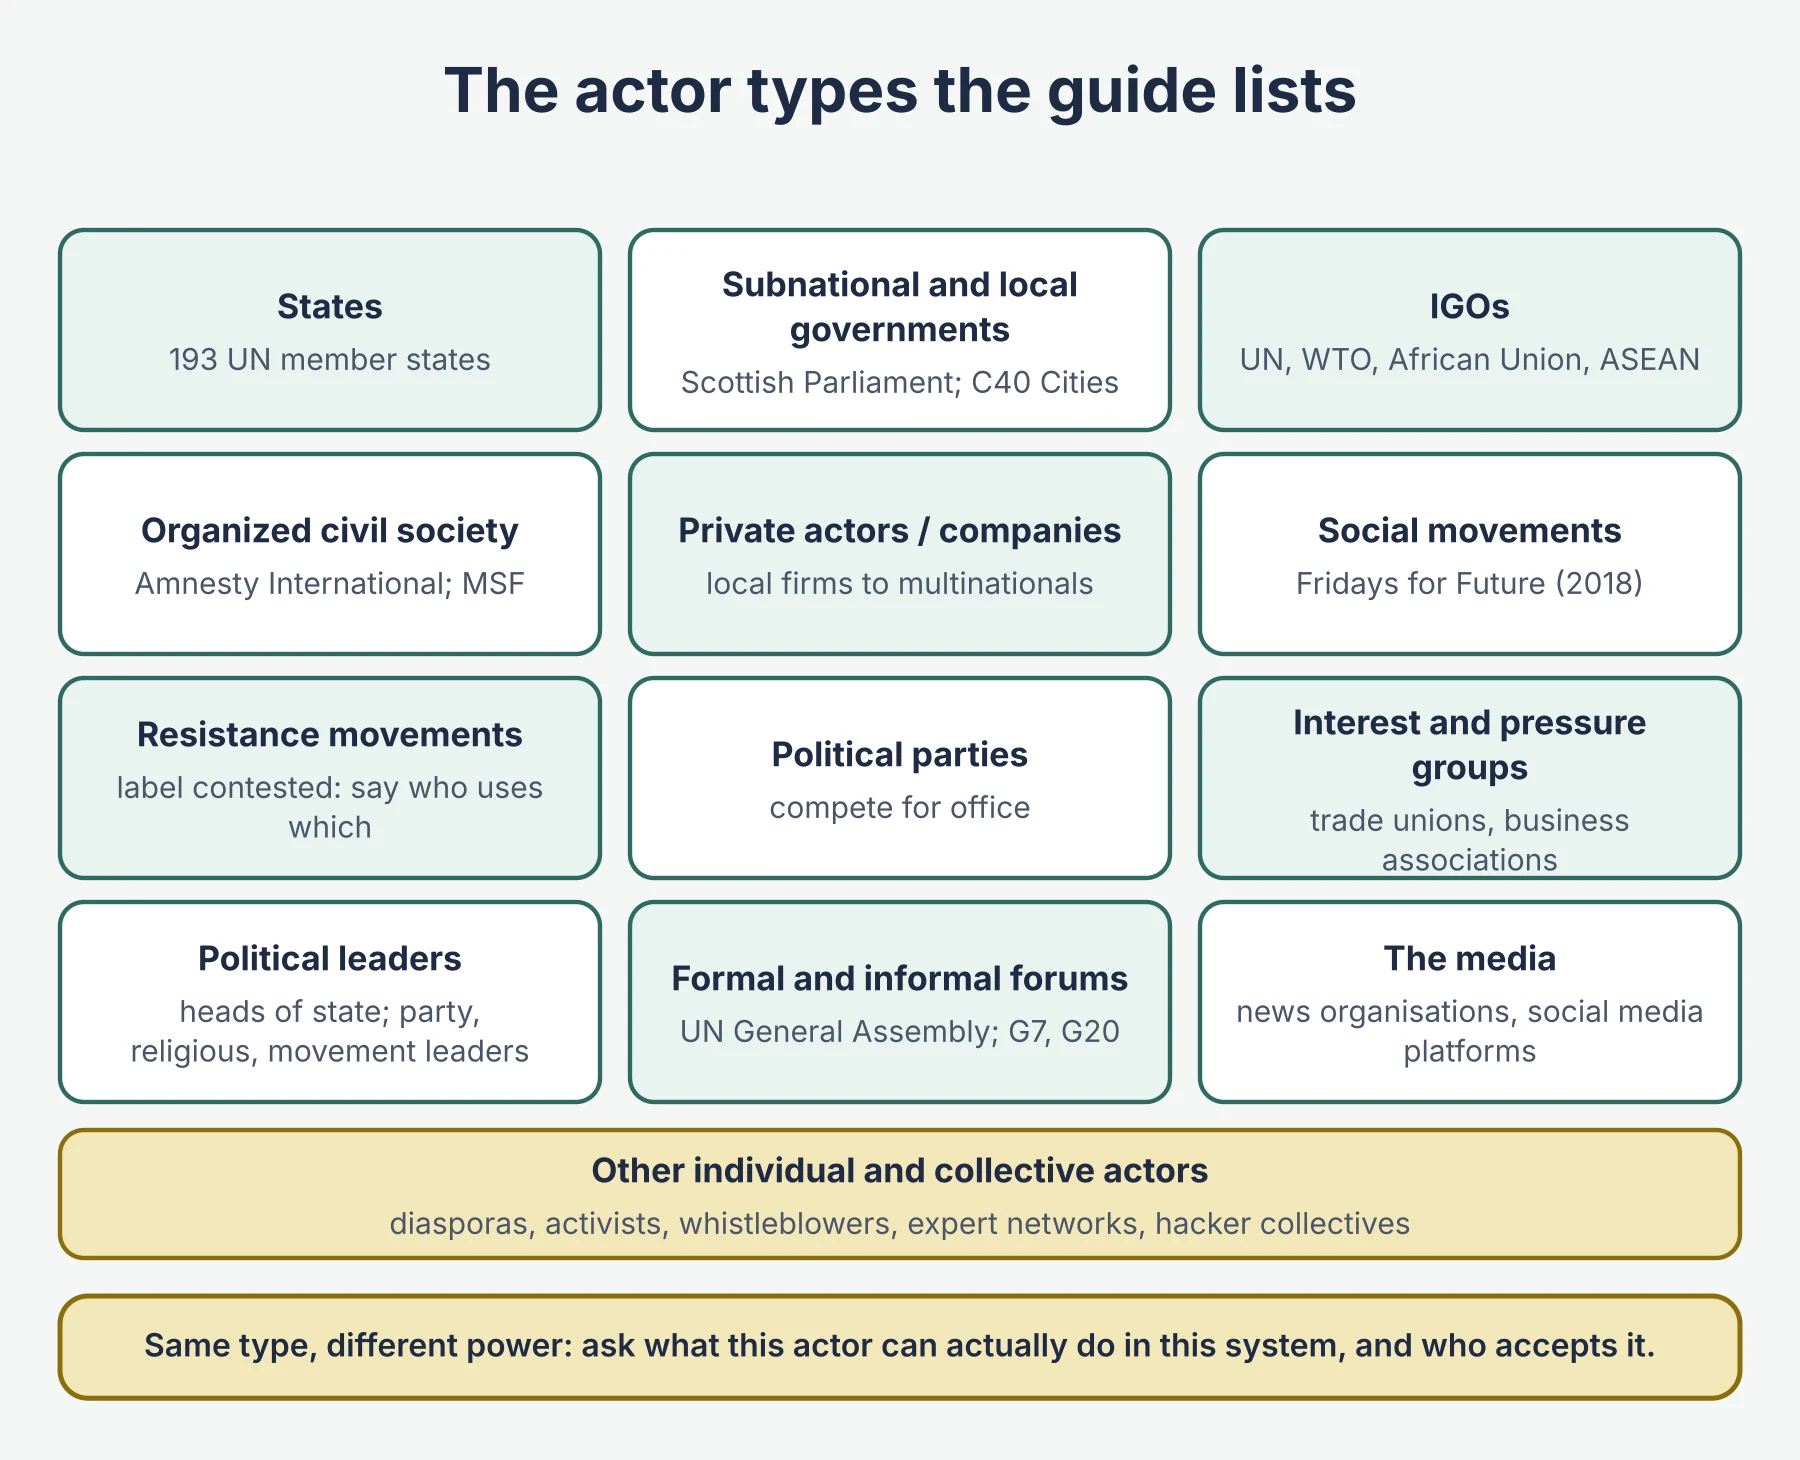 The actor types the guide lists
States
193 UN member states
Subnational and local
governments
Scottish Parliament; C40 Cities
IGOs
UN, WTO, African Union, ASEAN
Organized civil society
Amnesty International; MSF
Private actors / companies
local firms to multinationals
Social movements
Fridays for Future (2018)
Resistance movements
label contested: say who uses
which
Political parties
compete for office
Interest and pressure
groups
trade unions, business
associations
Political leaders
heads of state; party,
religious, movement leaders
Formal and informal forums
UN General Assembly; G7, G20
The media
news organisations, social media
platforms
Other individual and collective actors
diasporas, activists, whistleblowers, expert networks, hacker collectives
Same type, different power: ask what this actor can actually do in this system, and who accepts it.